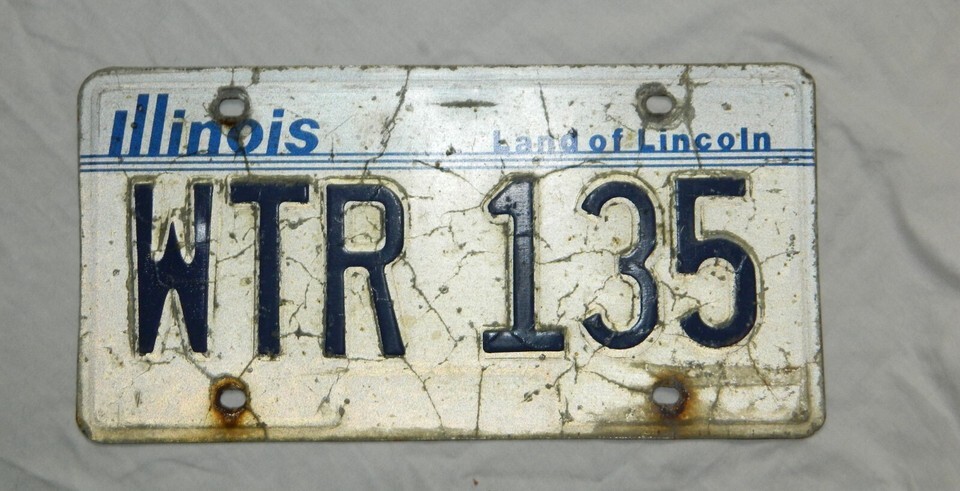 Illinois Land of Lincoln
WTR 135